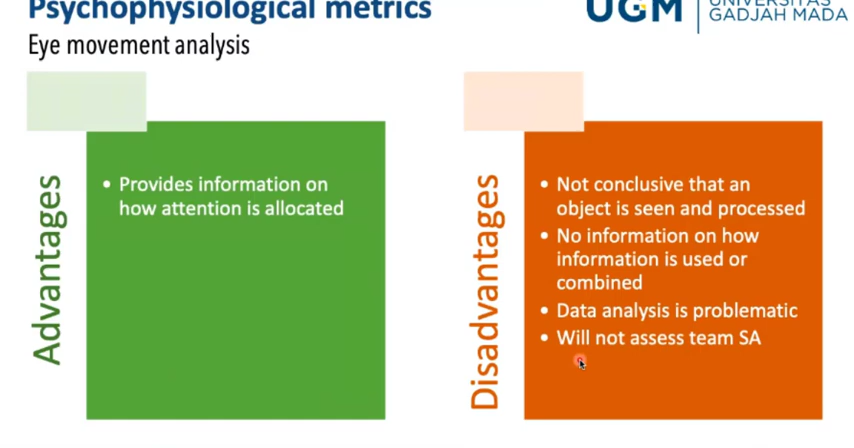 Psychophysiological metrics
Eye movement analysis
UGM
UNIVERSITAS
GADJAH MADA
Advantages
• Provides information on
how attention is allocated
Disadvantages
• Not conclusive that an
object is seen and processed
• No information on how
information is used or
combined
• Data analysis is problematic
• Will not assess team SA